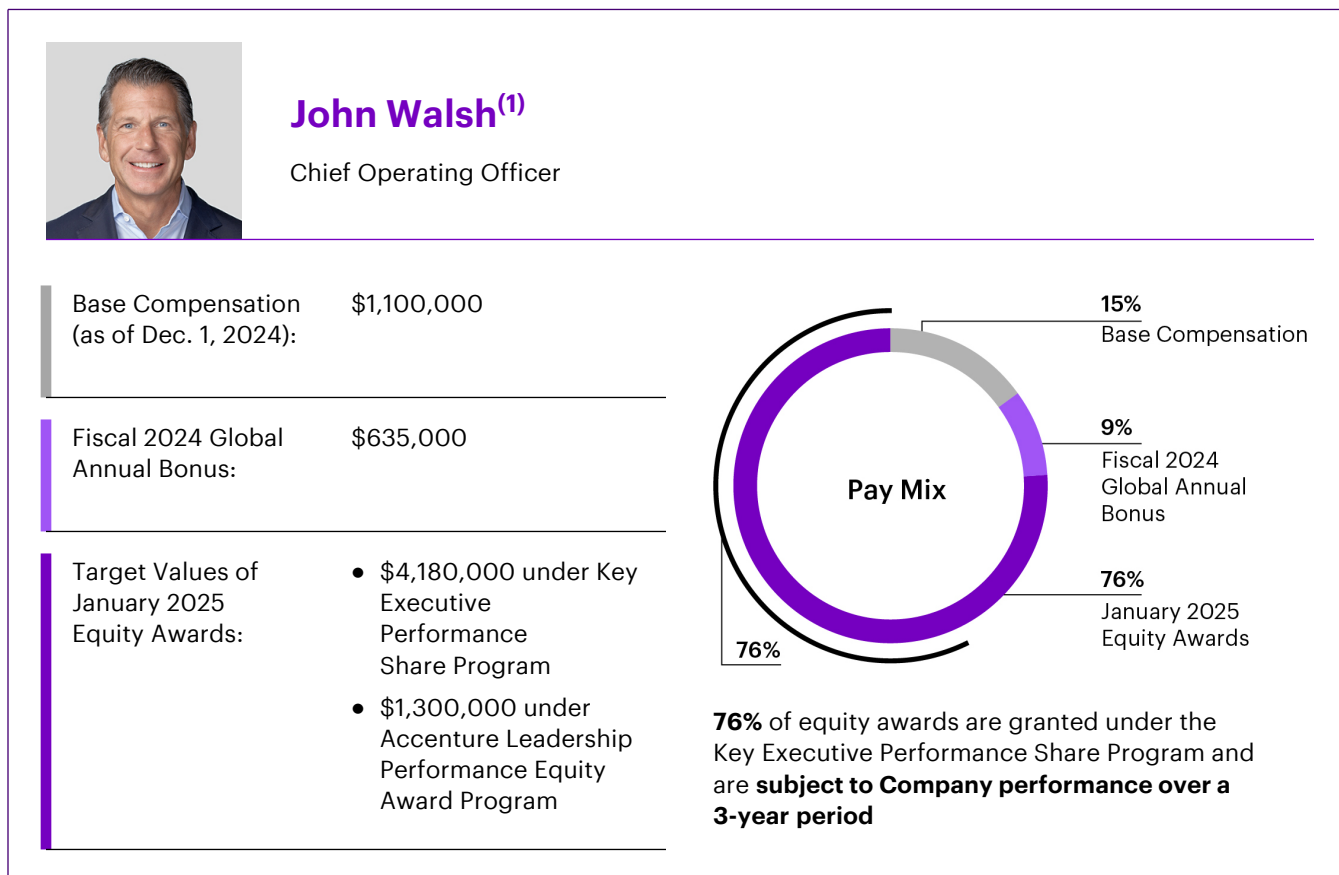 John Walsh(1)
Chief Operating Officer
Base Compensation
(as of Dec. 1, 2024):
$1,100,000
Fiscal 2024 Global
Annual Bonus:
$635,000
Target Values of
January 2025
Equity Awards:
● $4,180,000 under Key
Executive
Performance
Share Program
● $1,300,000 under
Accenture Leadership
Performance Equity
Award Program
Pay Mix
15%
Base Compensation
9%
Fiscal 2024
Global Annual
Bonus
76%
January 2025
Equity Awards
76%
76% of equity awards are granted under the
Key Executive Performance Share Program and
are subject to Company performance over a
3-year period